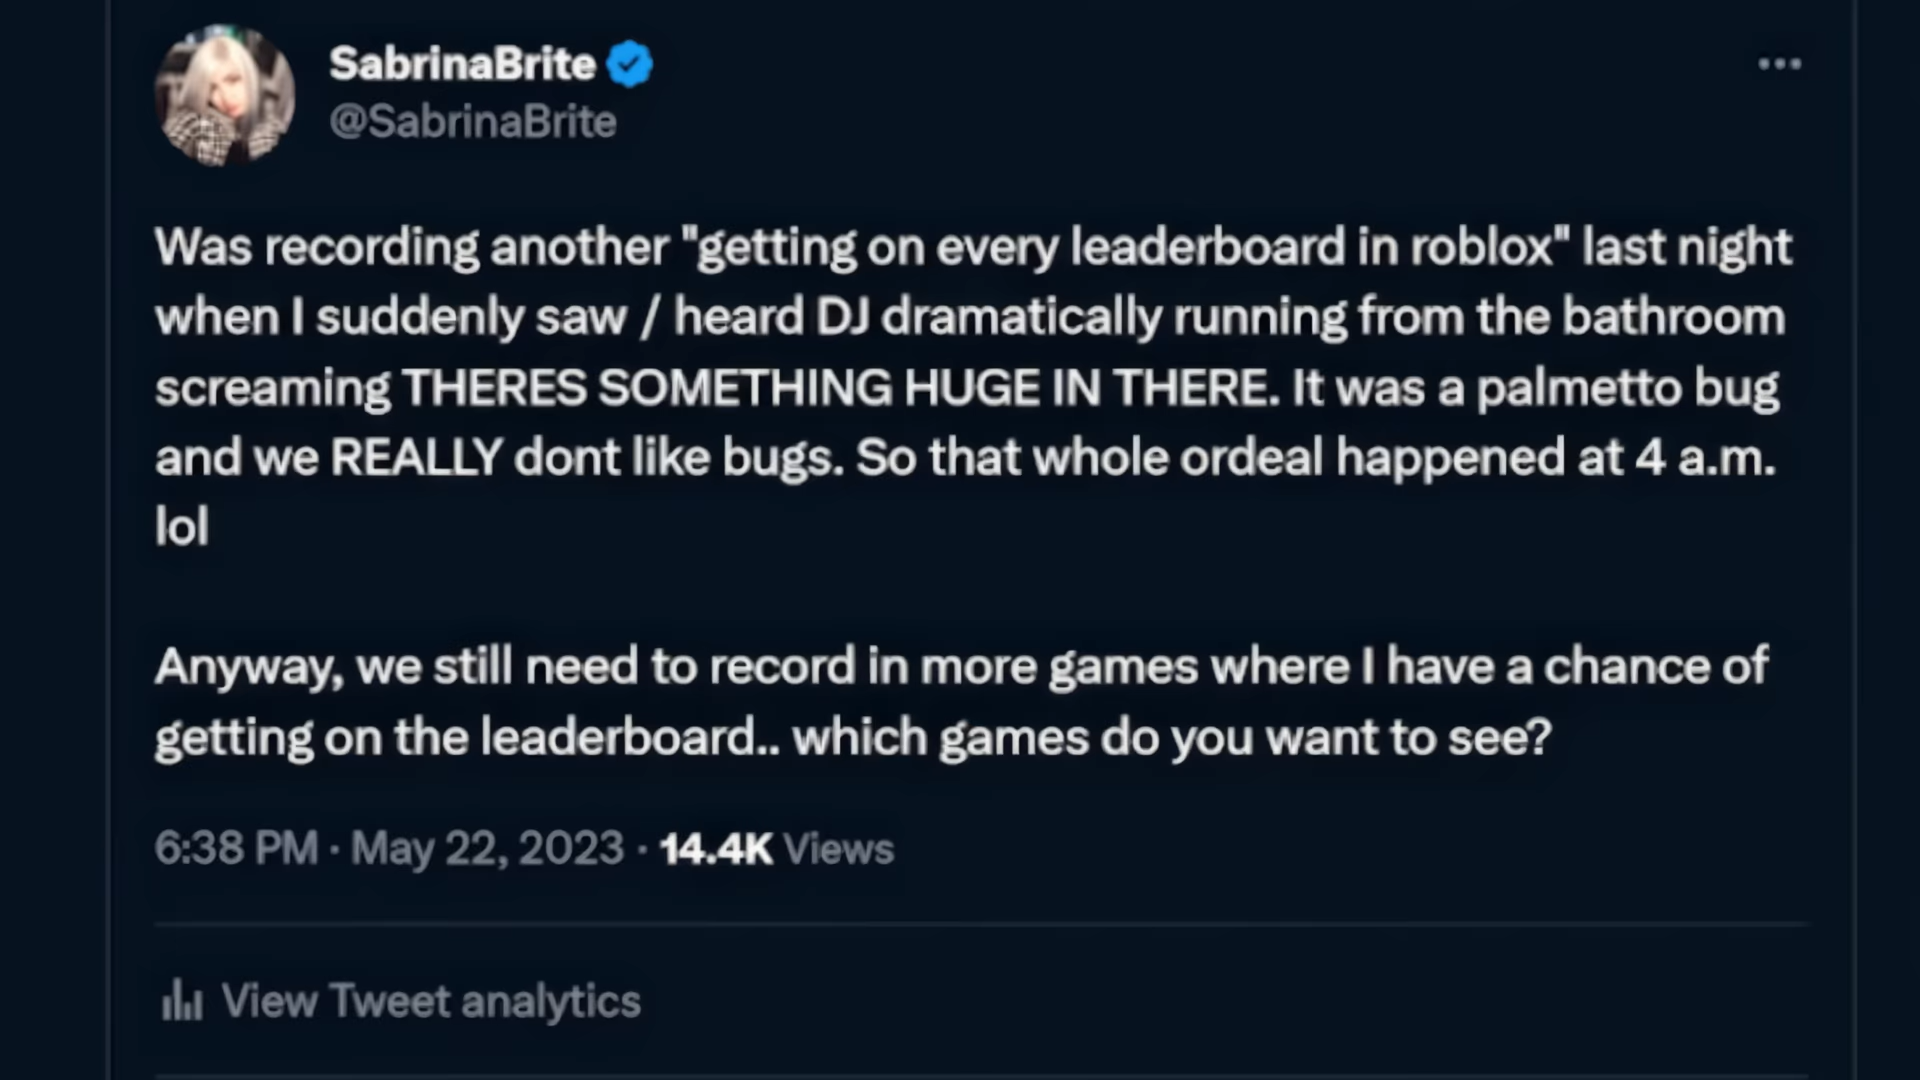 SabrinaBrite
@SabrinaBrite
Was recording another "getting on every leaderboard in roblox" last night
when I suddenly saw / heard DJ dramatically running from the bathroom
screaming THERES SOMETHING HUGE IN THERE. It was a palmetto bug
and we REALLY dont like bugs. So that whole ordeal happened at 4 a.m.
lol
Anyway, we still need to record in more games where I have a chance of
getting on the leaderboard.. which games do you want to see?
6:38 PM · May 22, 2023 · 14.4K Views
View Tweet analytics